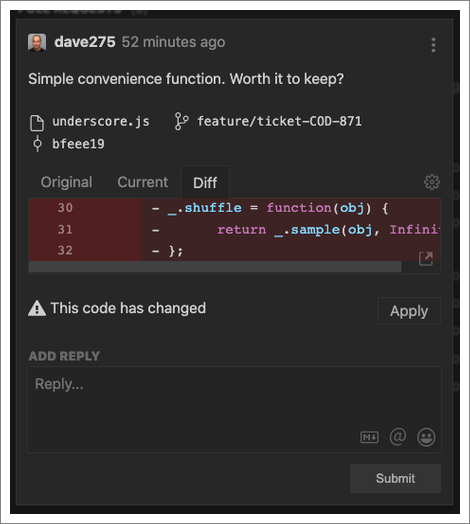 dave275 52 minutes ago
Simple convenience function. Worth it to keep?
underscore.js feature/ticket-COD-871
bfeee19
Original Current Diff
30 - _.shuffle = function(obj) {
31 - return _.sample(obj, Infinit
32 - };
This code has changed
Apply
ADD REPLY
Reply...
M↓ @
Submit